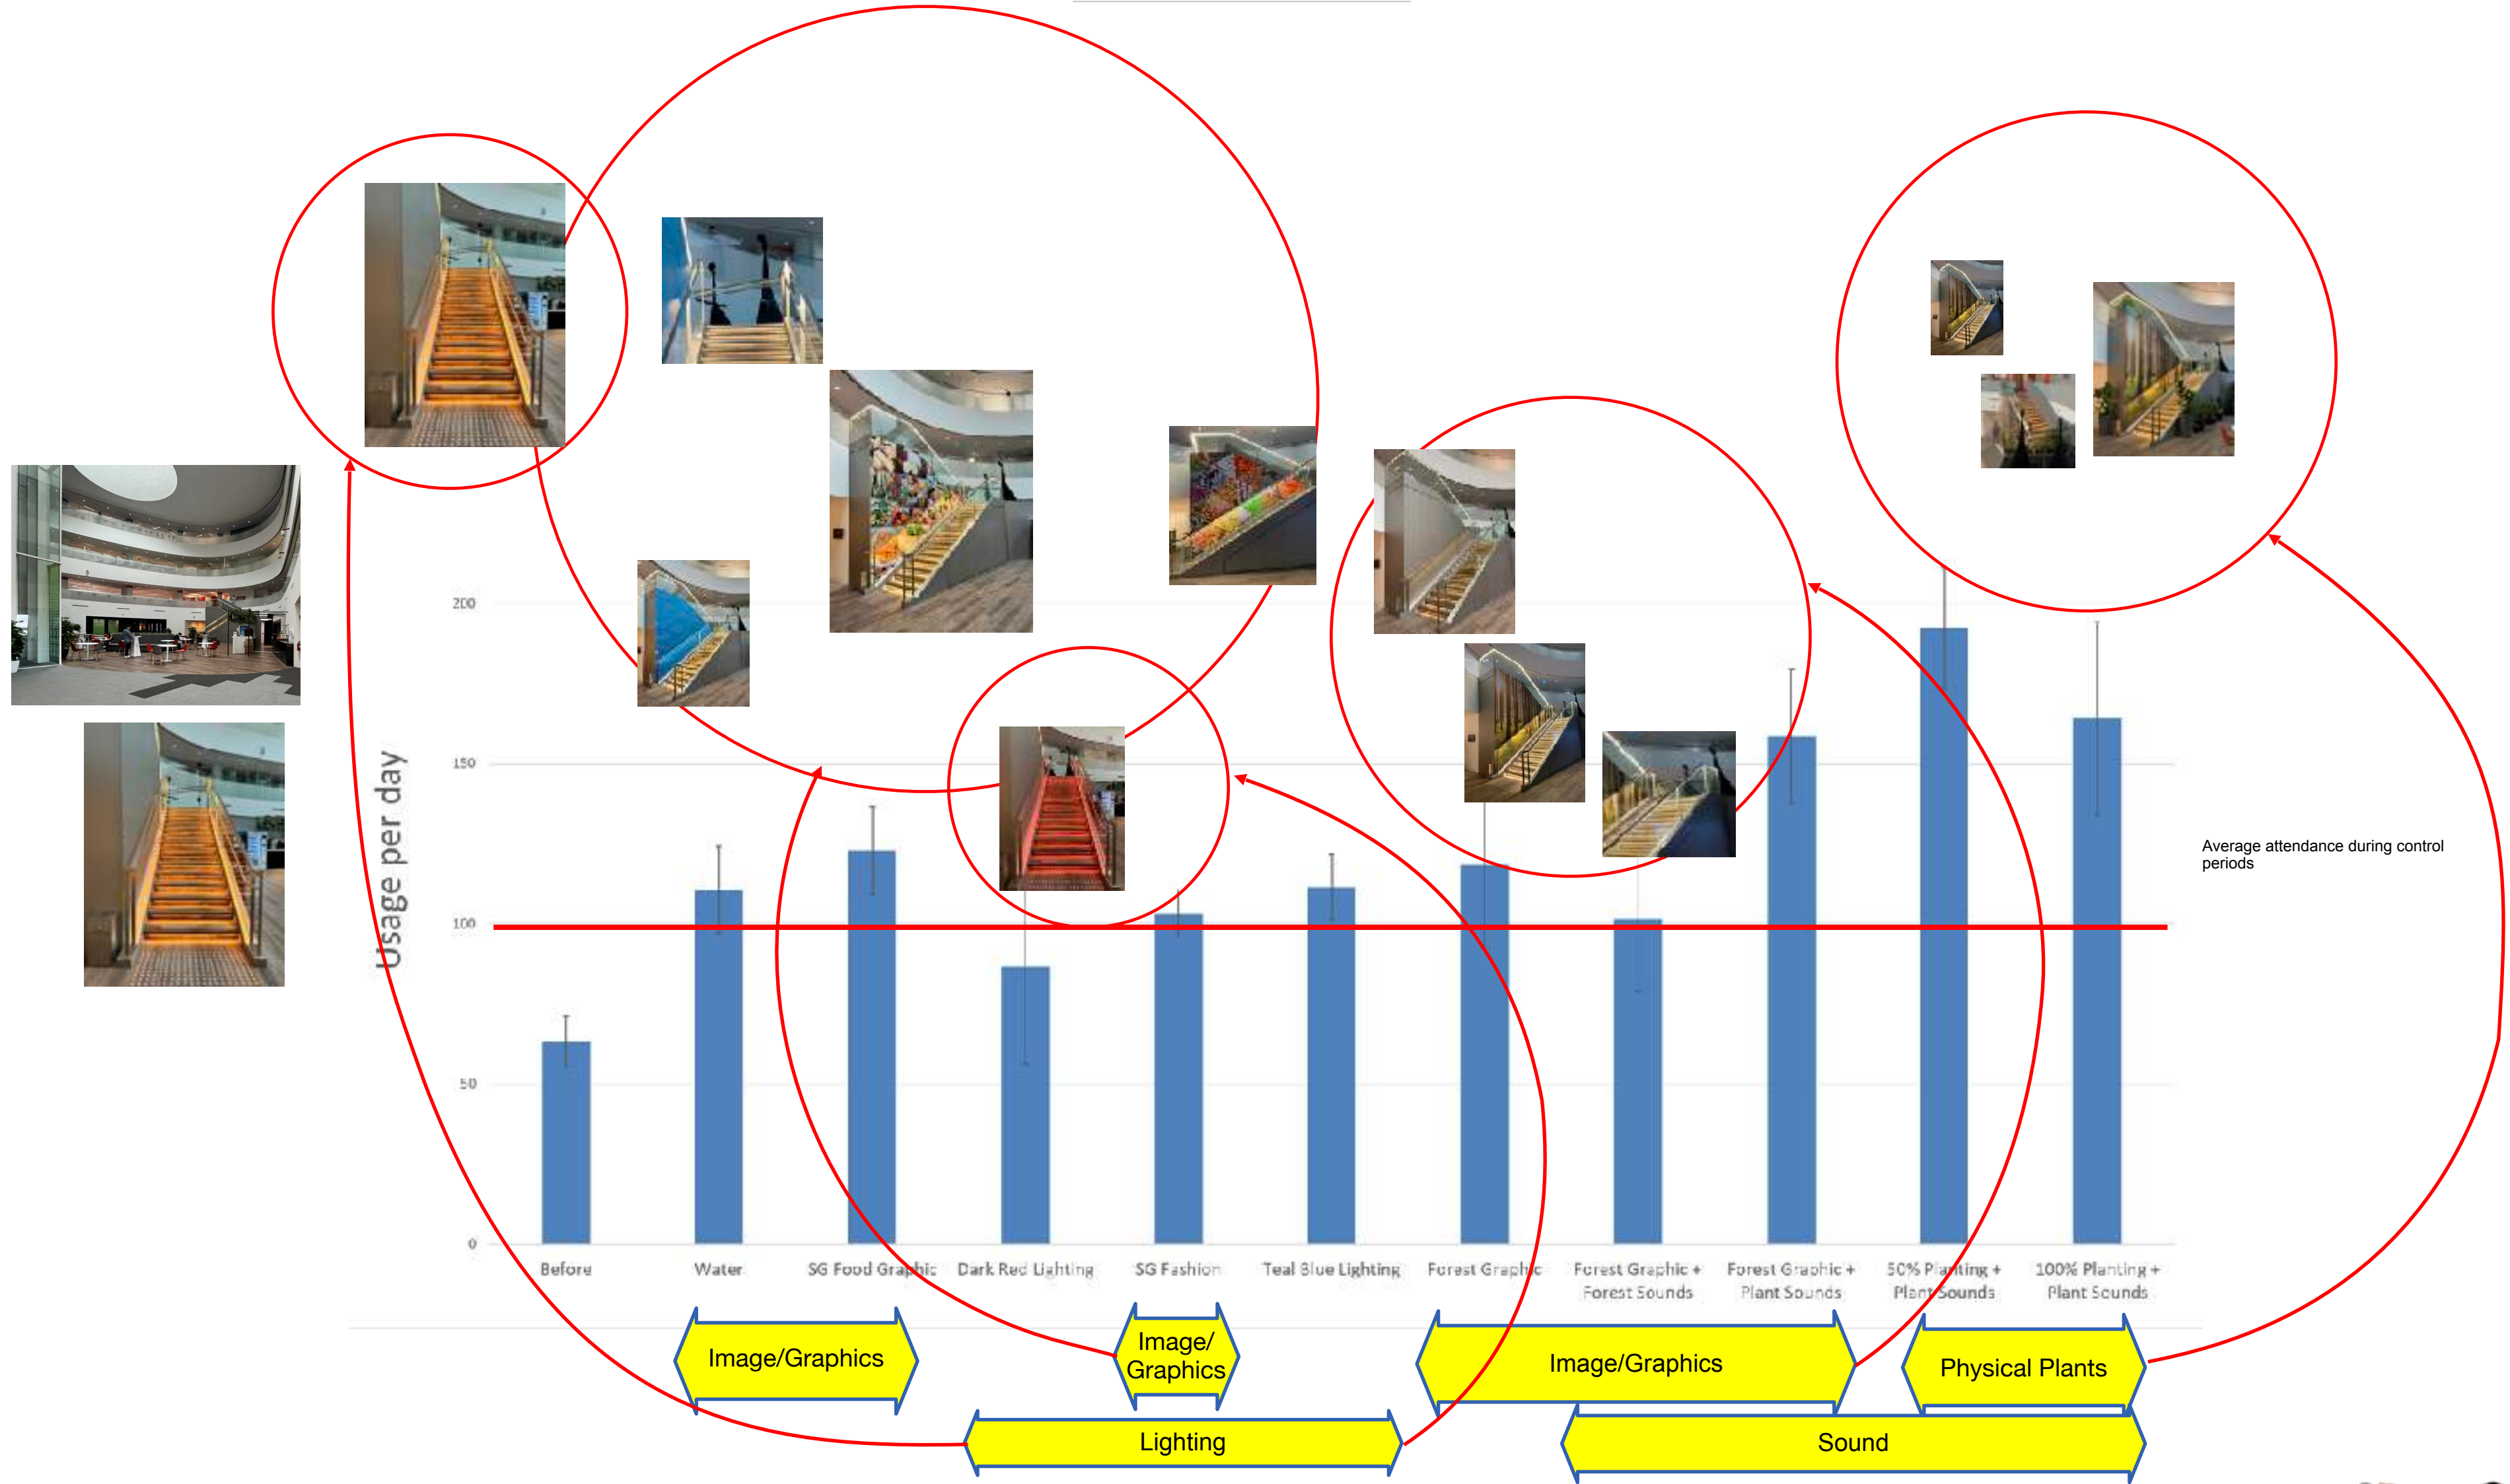 200
150
100
50
0
Usage per day
Average attendance during control
periods
Before
Water
SG Food Graphic
Dark Red Lighting
SG Fashion
Teal Blue Lighting
Forest Graphic
Forest Graphic +
Forest Sounds
Forest Graphic +
Plant Sounds
50% Planting +
Plant Sounds
100% Planting +
Plant Sounds
Image/Graphics
Image/
Graphics
Image/Graphics
Physical Plants
Lighting
Sound